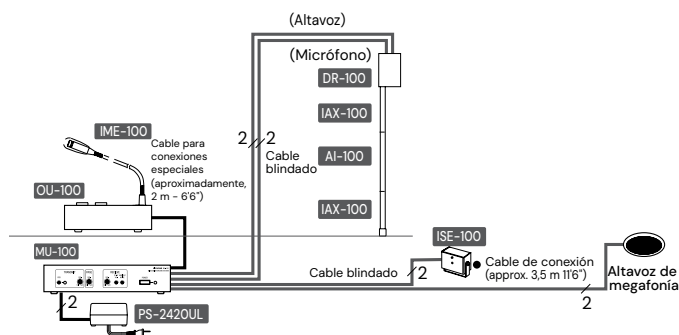 (Altavoz)
(Micrófono)
DR-100
IAX-100
IME-100
Cable para
conexiones
especiales
(aproximadamente,
2 m - 6'6")
2 2
Cable
blindado
AI-100
OU-100
IAX-100
MU-100
ISE-100
Cable de conexión
(approx. 3,5 m 11'6")
Cable blindado
2
Altavoz de
megafonía
2
2
PS-2420UL